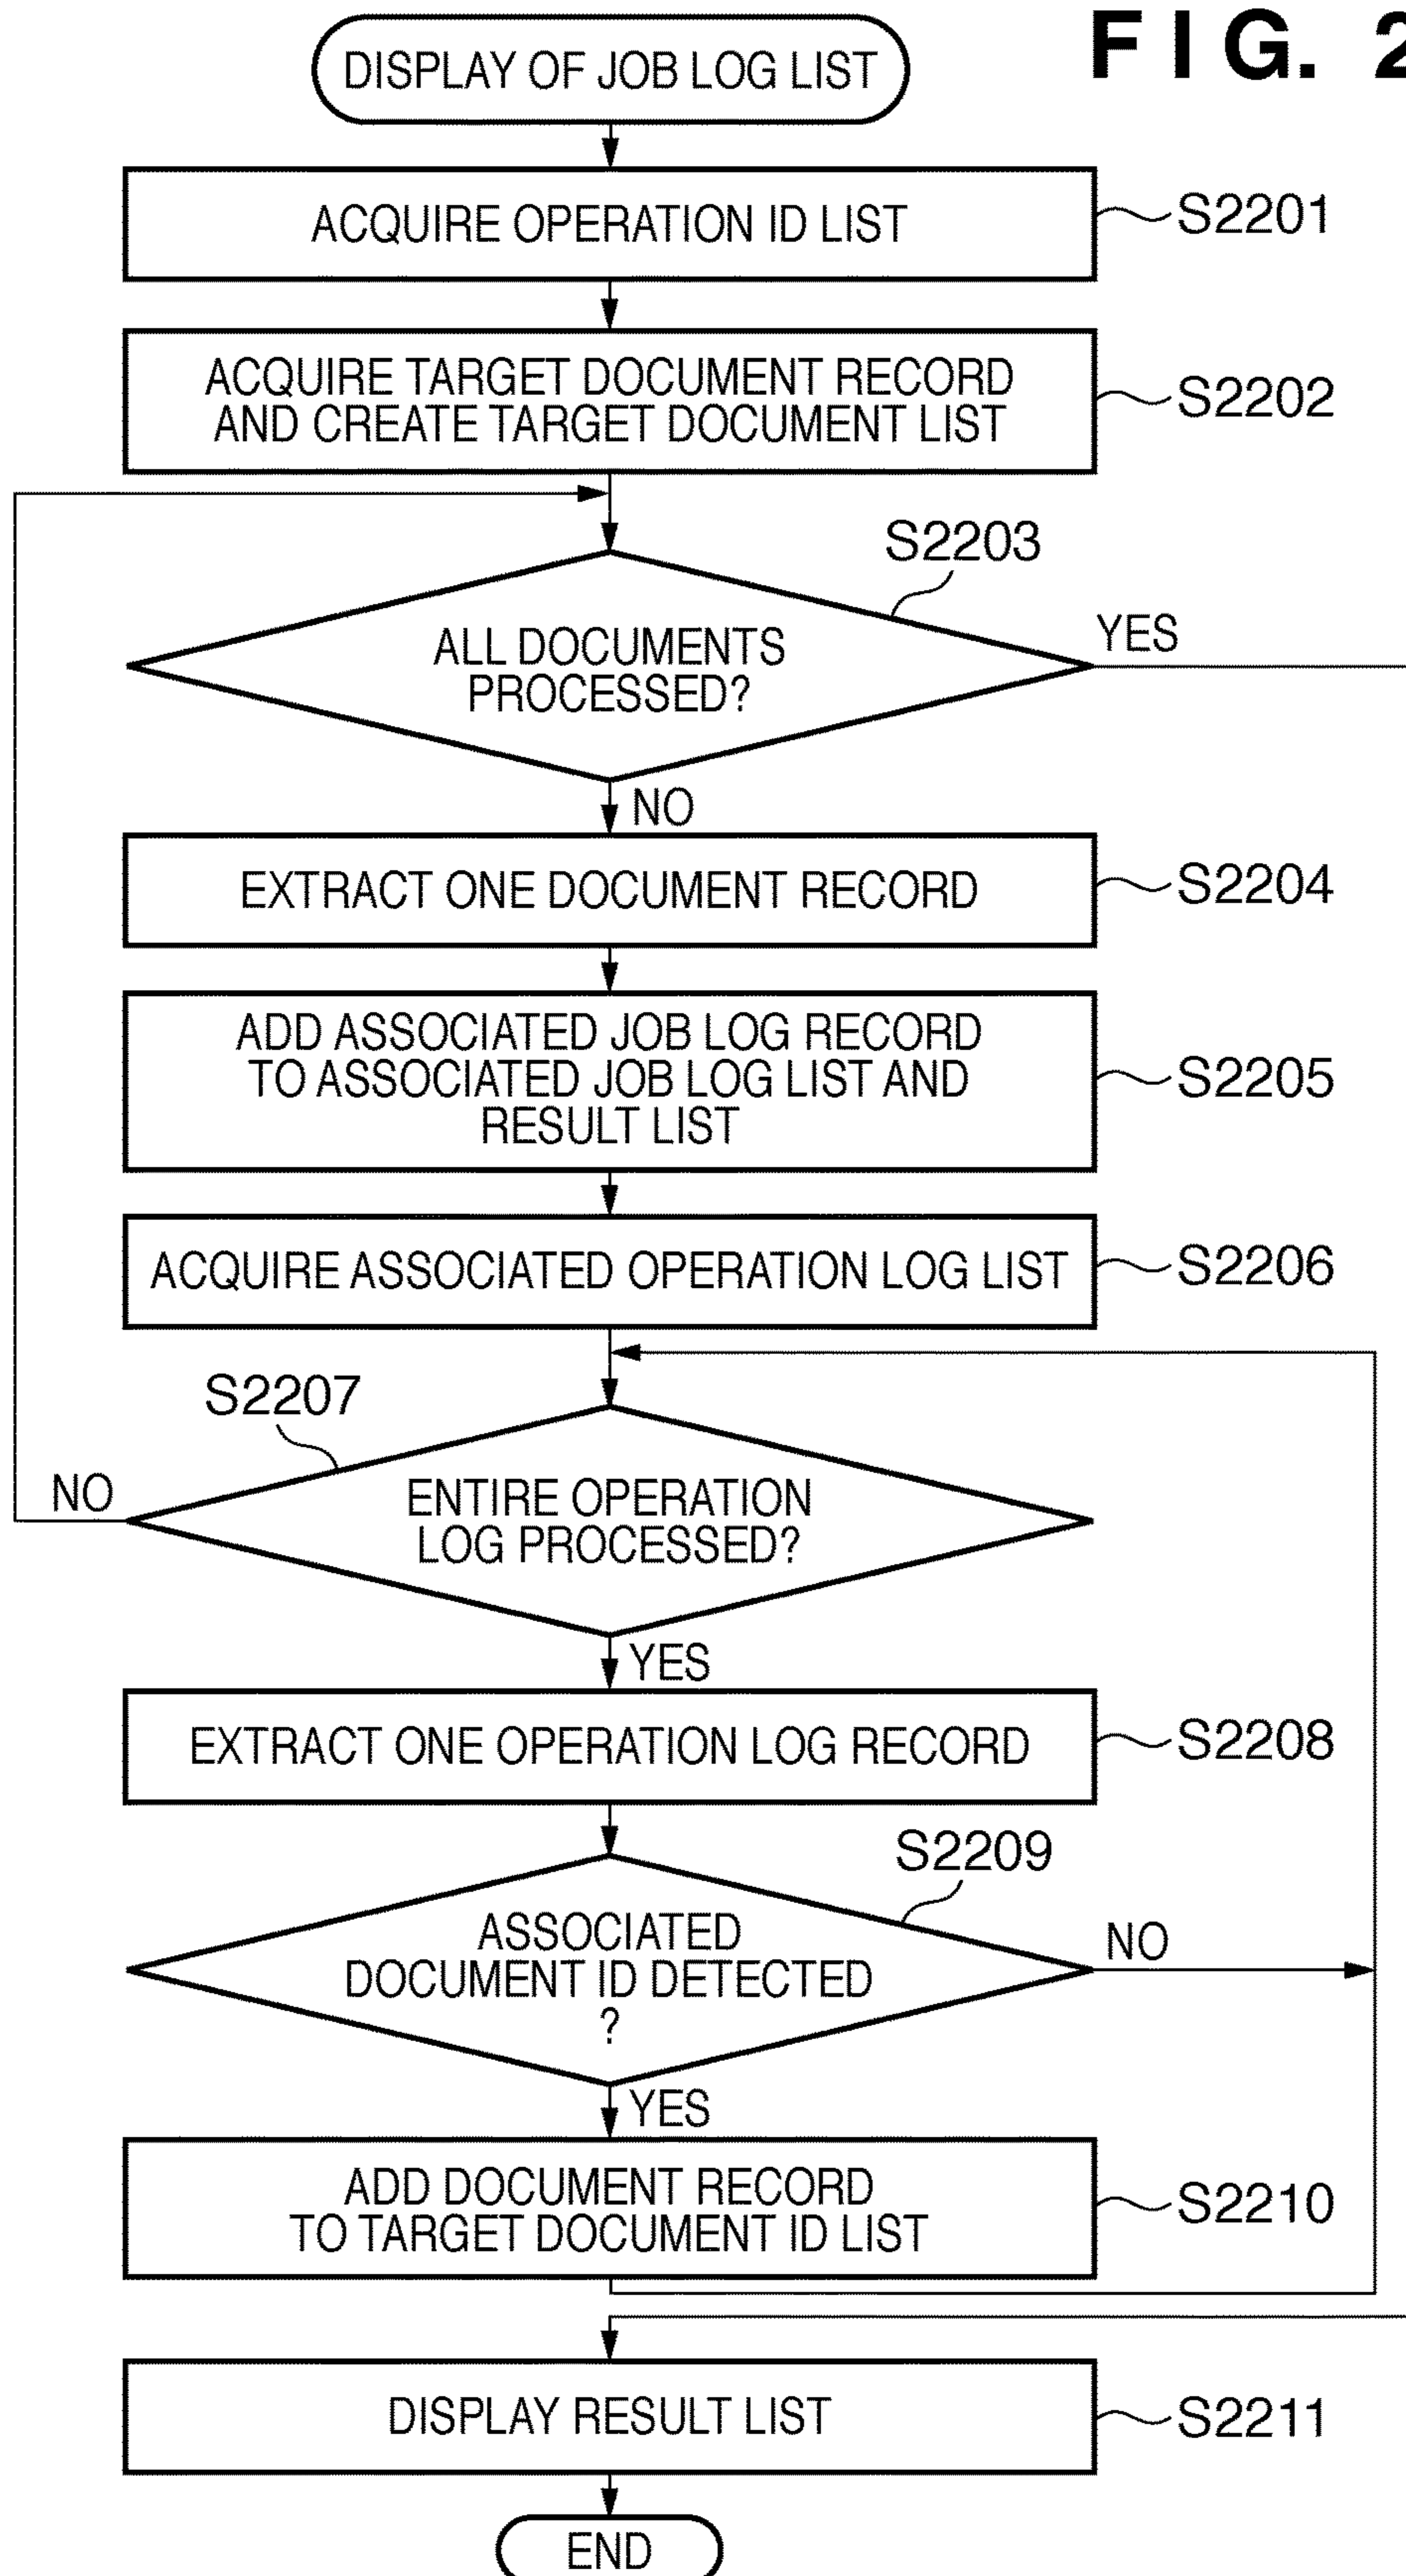 FIG. 2
DISPLAY OF JOB LOG LIST
ACQUIRE OPERATION ID LIST
S2201
ACQUIRE TARGET DOCUMENT RECORD
AND CREATE TARGET DOCUMENT LIST
S2202
S2203
ALL DOCUMENTS
PROCESSED?
YES
NO
EXTRACT ONE DOCUMENT RECORD
S2204
ADD ASSOCIATED JOB LOG RECORD
TO ASSOCIATED JOB LOG LIST AND
RESULT LIST
S2205
ACQUIRE ASSOCIATED OPERATION LOG LIST
S2206
S2207
NO
ENTIRE OPERATION
LOG PROCESSED?
YES
EXTRACT ONE OPERATION LOG RECORD
S2208
S2209
ASSOCIATED
DOCUMENT ID DETECTED
?
NO
YES
ADD DOCUMENT RECORD
TO TARGET DOCUMENT ID LIST
S2210
DISPLAY RESULT LIST
S2211
END